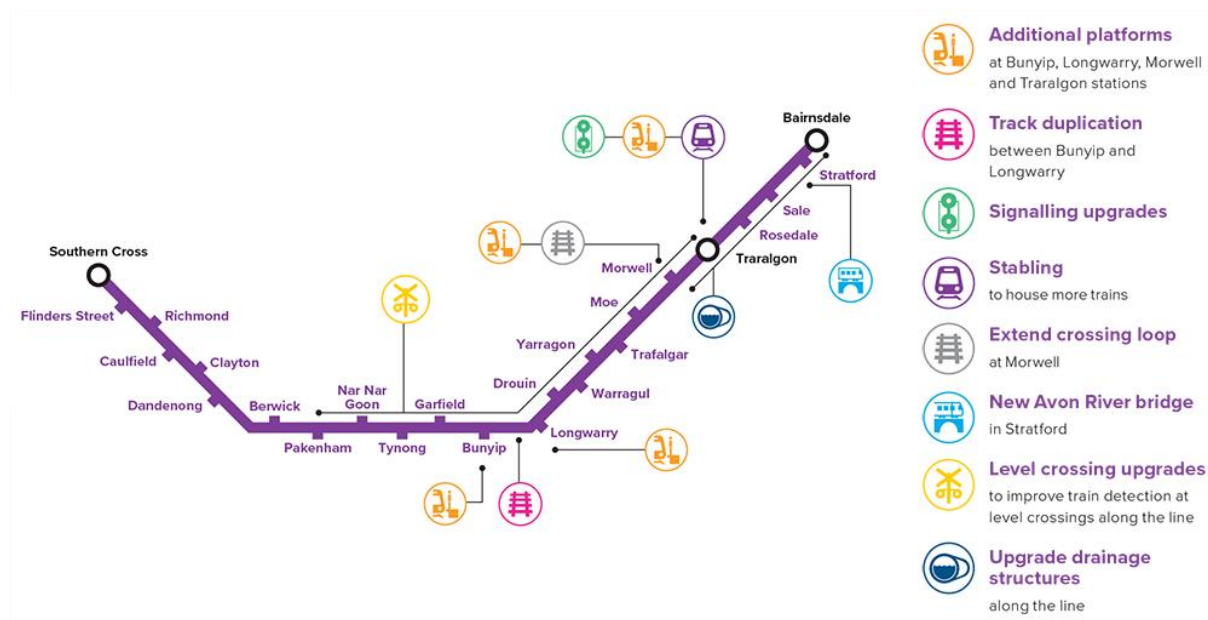 Southern Cross
Flinders Street
Richmond
Caulfield
Clayton
Dandenong
Berwick
Pakenham
Nar Nar
Goon
Tynong
Garfield
Bunyip
Longwarry
Drouin
Warragul
Yarragon
Trafalgar
Moe
Morwell
Traralgon
Rosedale
Sale
Stratford
Bairnsdale
Additional platforms
at Bunyip, Longwarry, Morwell
and Traralgon stations
Track duplication
between Bunyip and
Longwarry
Signalling upgrades
Stabling
to house more trains
Extend crossing loop
at Morwell
New Avon River bridge
in Stratford
Level crossing upgrades
to improve train detection at
level crossings along the line
Upgrade drainage
structures
along the line